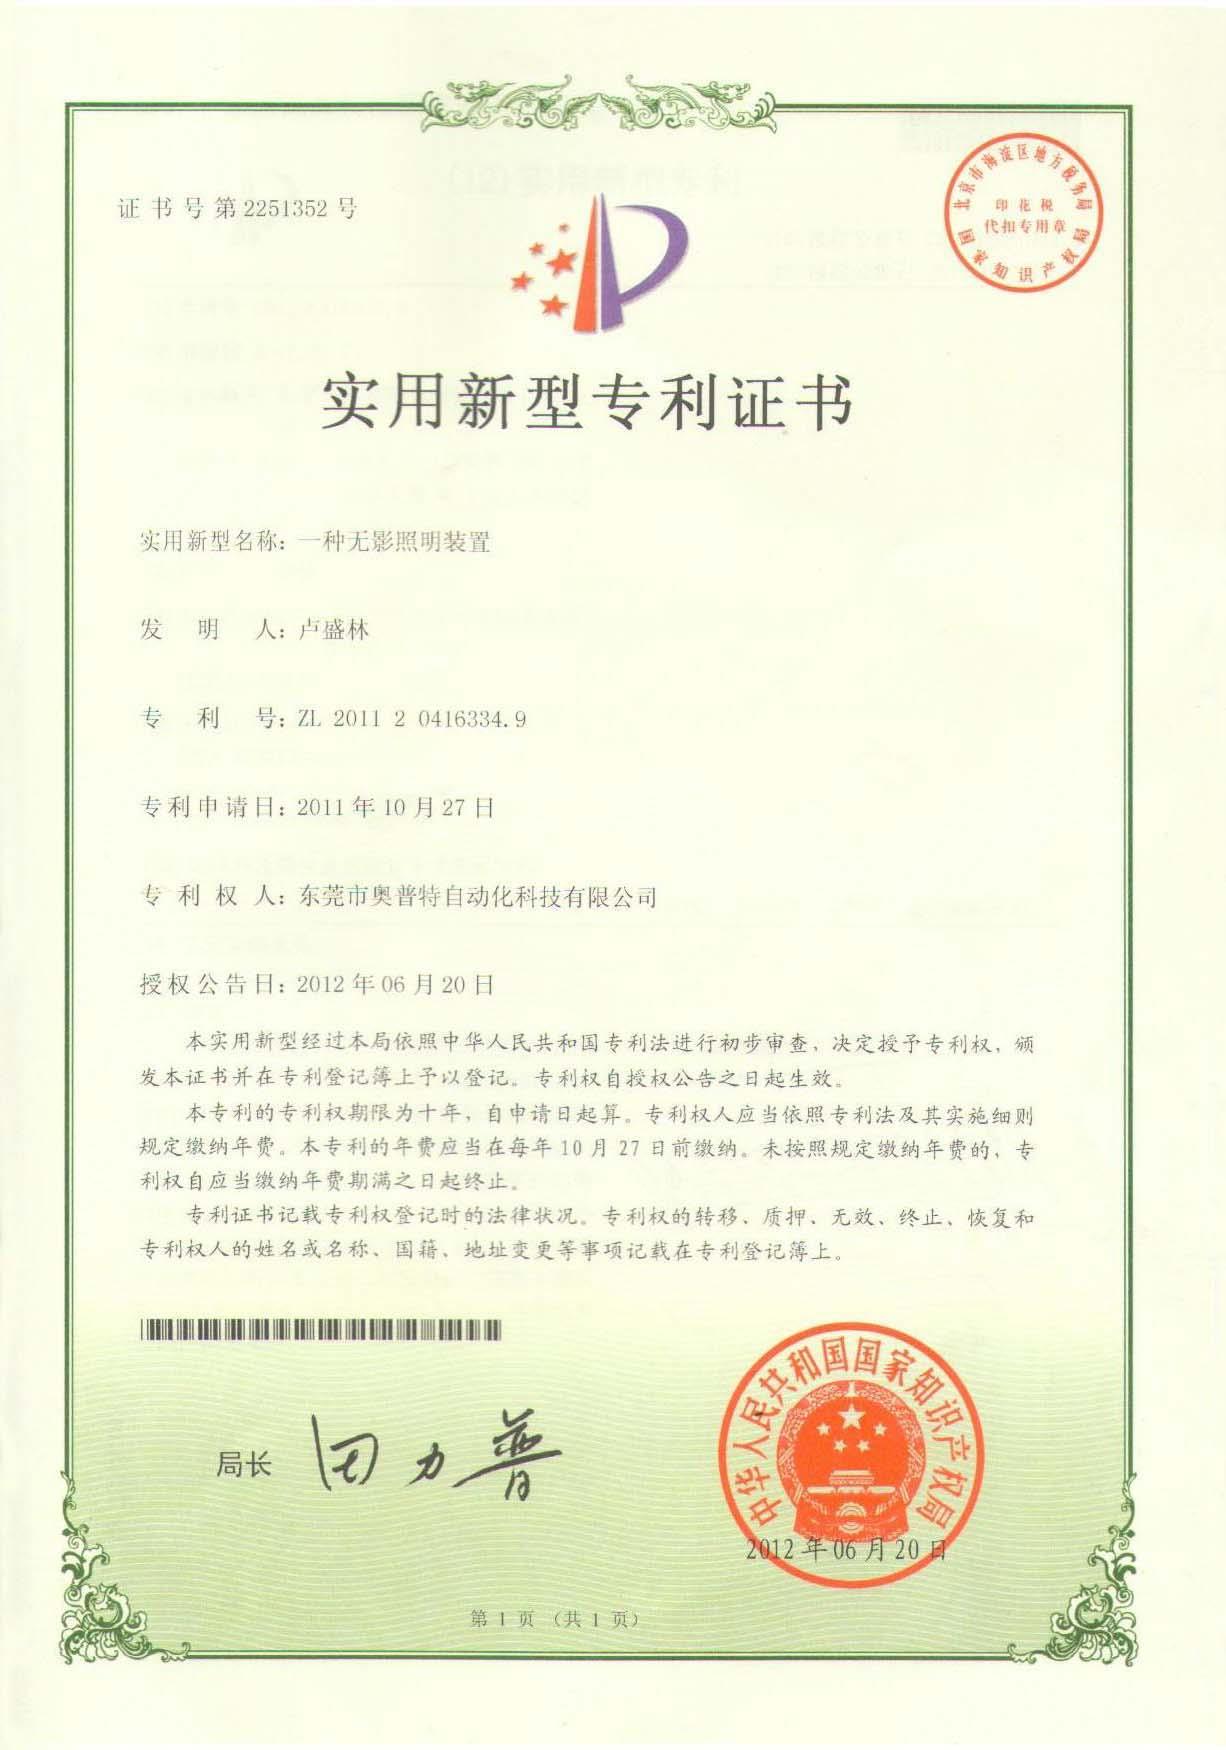 证书号第2251352号
北京市海淀区地方税务局
印花税
代扣专用章
国家知识产权局
实用新型专利证书
实用新型名称：一种无影照明装置
发明人：卢盛林
专利号：ZL 2011 2 0416334.9
专利申请日：2011年10月27日
专利权人：东莞市奥普特自动化科技有限公司
授权公告日：2012年06月20日
本实用新型经过本局依照中华人民共和国专利法进行初步审查，决定授予专利权，颁
发本证书并在专利登记簿上予以登记。专利权自授权公告之日起生效。
本专利的专利权期限为十年，自申请日起算。专利权人应当依照专利法及其实施细则
规定缴纳年费。本专利的年费应当在每年10月27日前缴纳。未按照规定缴纳年费的，专
利权自应当缴纳年费期满之日起终止。
专利证书记载专利权登记时的法律状况。专利权的转移、质押、无效、终止、恢复和
专利权人的姓名或名称、国籍、地址变更等事项记载在专利登记簿上。
局长 田力普
中华人民共和国国家知识产权局
2012年06月20日
第1页（共1页）